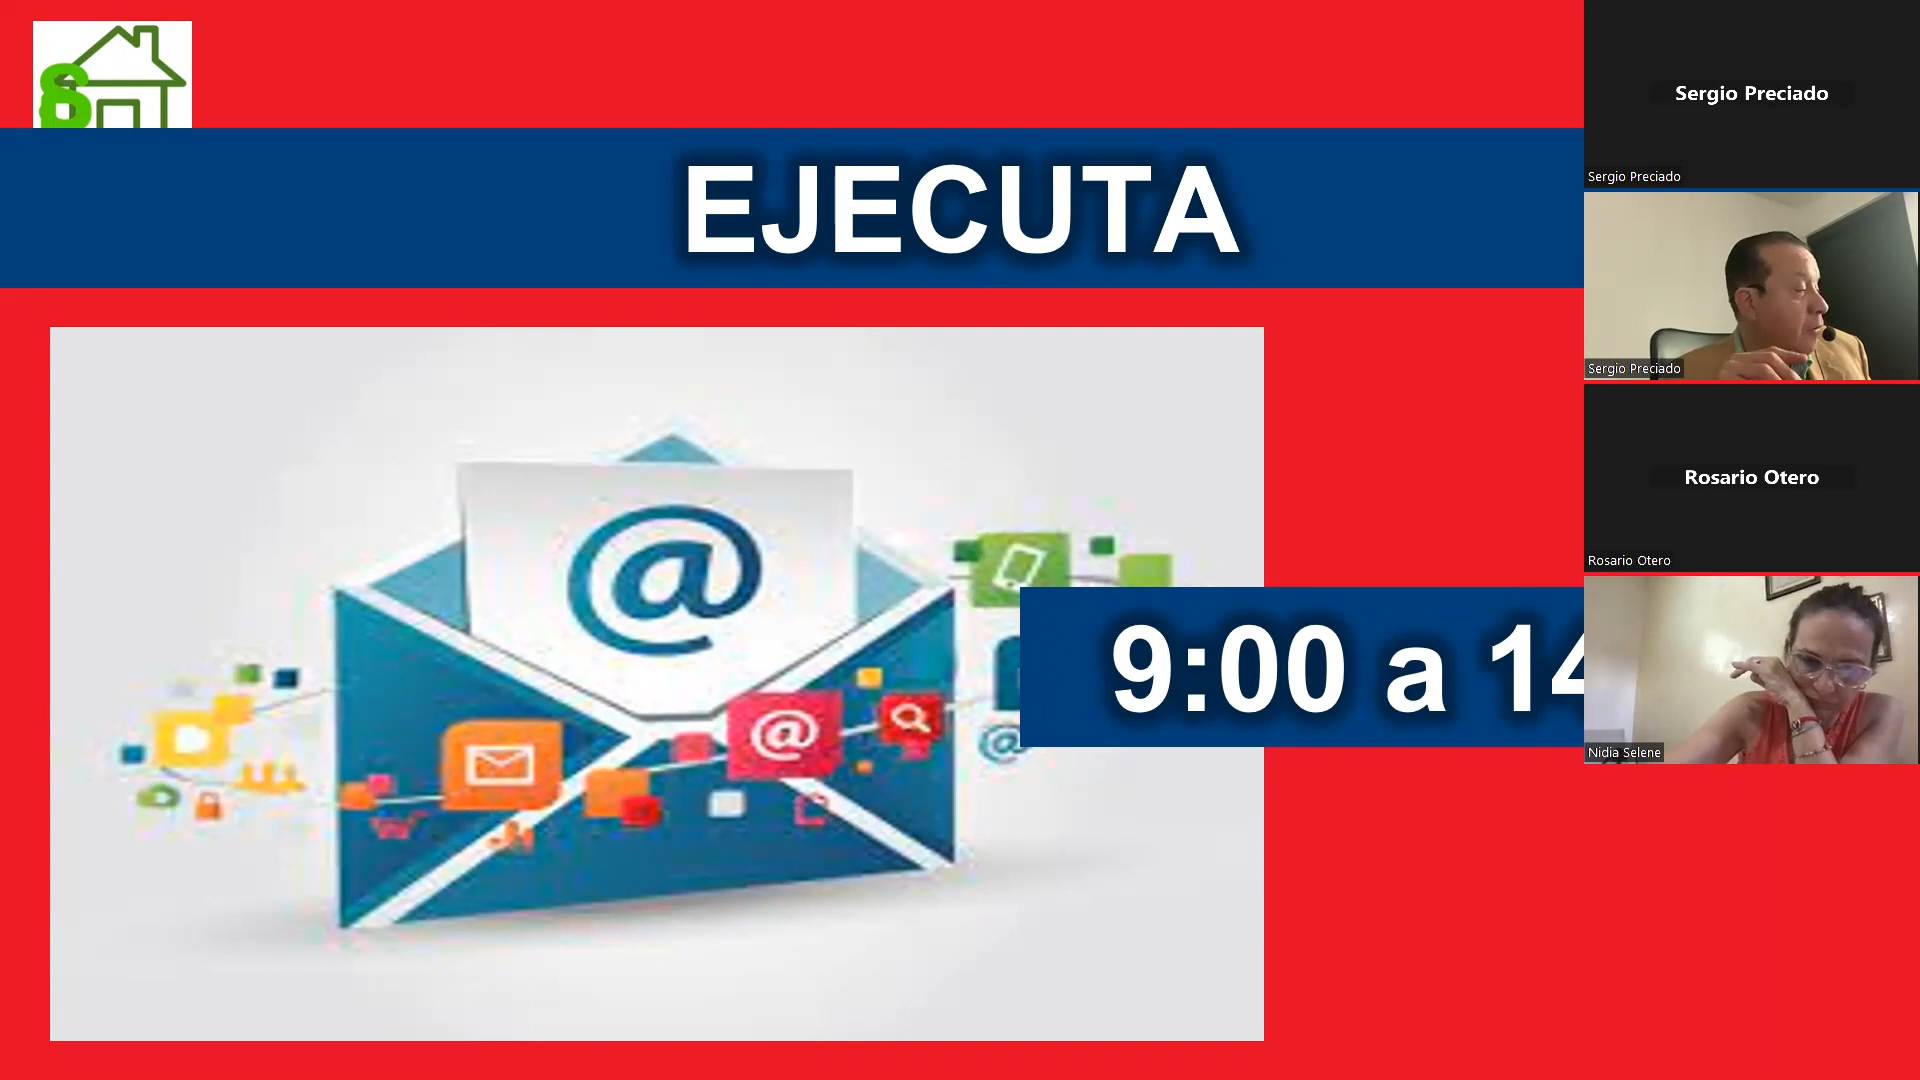 EJECUTA
9:00 a 14
@
@
@
Sergio Preciado
Sergio Preciado
Sergio Preciado
Rosario Otero
Rosario Otero
Nidia Selene